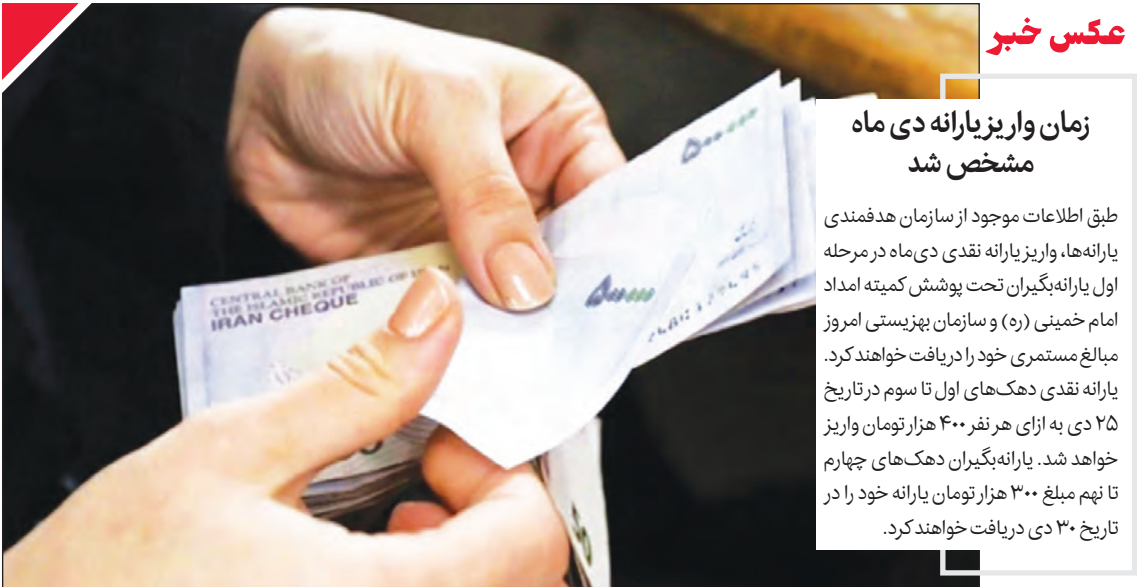 عکس خبر
زمان واریز یارانه دی ماه
مشخص شد
طبق اطلاعات موجود از سازمان هدفمندی
یارانه‌ها، واریز یارانه نقدی دی‌ماه در مرحله
اول یارانه‌بگیران تحت پوشش کمیته امداد
امام خمینی (ره) و سازمان بهزیستی امروز
مبالغ مستمری خود را دریافت خواهند کرد.
یارانه نقدی دهک‌های اول تا سوم در تاریخ
۲۵ دی به ازای هر نفر ۴۰۰ هزار تومان واریز
خواهد شد. یارانه‌بگیران دهک‌های چهارم
تا نهم مبلغ ۳۰۰ هزار تومان یارانه خود را در
تاریخ ۳۰ دی دریافت خواهند کرد.
CENTRAL BANK OF
THE ISLAMIC REPUBLIC OF IRAN
IRAN CHEQUE
۵۰۰۰۰۰
۵۰۰۰۰۰